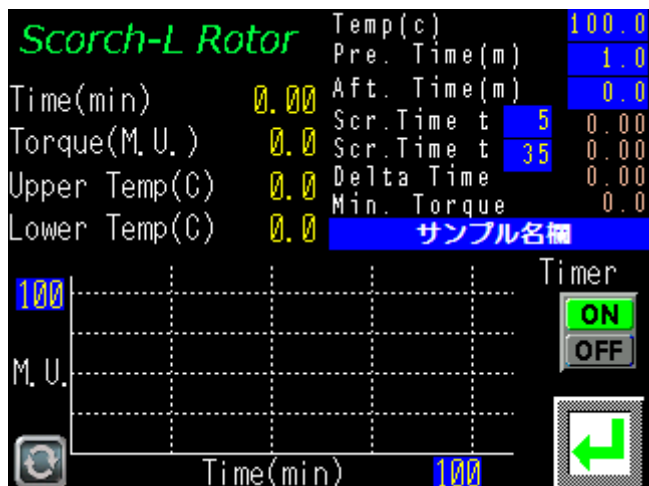 Scorch-L Rotor
Time(min) 0.00
Torque(M.U.) 0.0
Upper Temp(C) 0.0
Lower Temp(C) 0.0
Temp(c) 100.0
Pre. Time(m) 1.0
Aft. Time(m) 0.0
Scr.Time t 5 0.00
Scr.Time t 35 0.00
Delta Time 0.00
Min. Torque 0.0
サンプル名欄
100
M.U.
Time(min) 100
Timer
ON
OFF